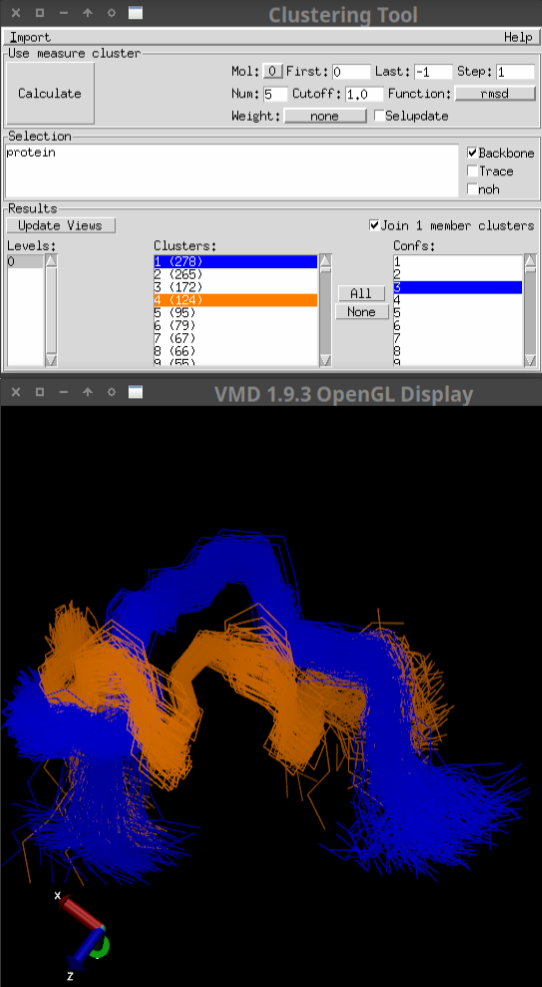 Clustering Tool
Import Help
Use measure cluster
Calculate
Mol: 0 First: 0 Last: -1 Step: 1
Num: 5 Cutoff: 1.0 Function: rmsd
Weight: none Selupdate
Selection
protein
Backbone
Trace
noh
Results
Update Views Join 1 member clusters
Levels: Clusters: Confs:
0 1 (278) 1
2 (265) 2
3 (172) 3
4 (124) 4
5 (95) 5
6 (79) 6
7 (67) 7
8 (66) 8
9 (55) 9
All
None
VMD 1.9.3 OpenGL Display
X
Z